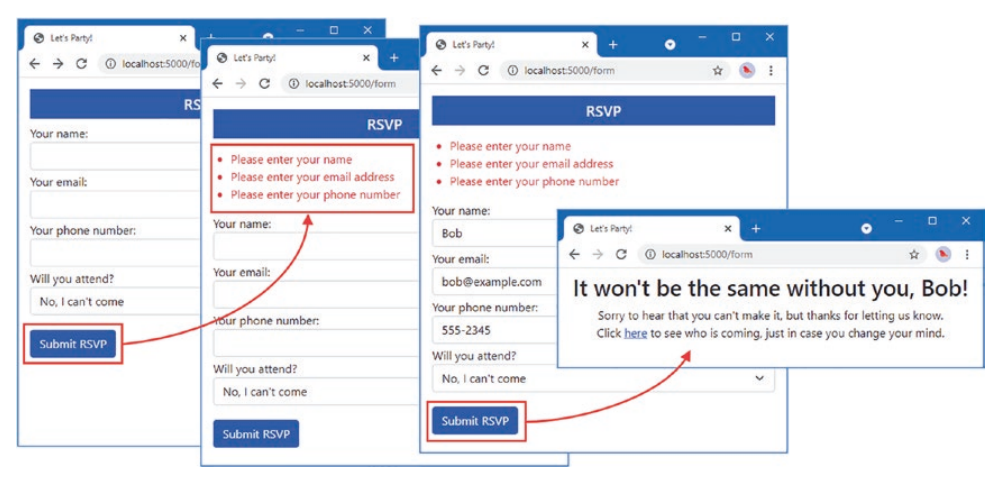 Let's Party!
localhost:5000/fo
RS
Your name:
Your email:
Your phone number:
Will you attend?
No, I can't come
Submit RSVP
Let's Party!
localhost:5000/form
RSVP
Please enter your name
Please enter your email address
Please enter your phone number
Your name:
Your email:
Your phone number:
Will you attend?
No, I can't come
Submit RSVP
Let's Party!
localhost:5000/form
RSVP
Please enter your name
Please enter your email address
Please enter your phone number
Your name:
Bob
Your email:
bob@example.com
Your phone number:
555-2345
Will you attend?
No, I can't come
Submit RSVP
Let's Party!
localhost:5000/form
It won't be the same without you, Bob!
Sorry to hear that you can't make it, but thanks for letting us know.
Click here to see who is coming, just in case you change your mind.